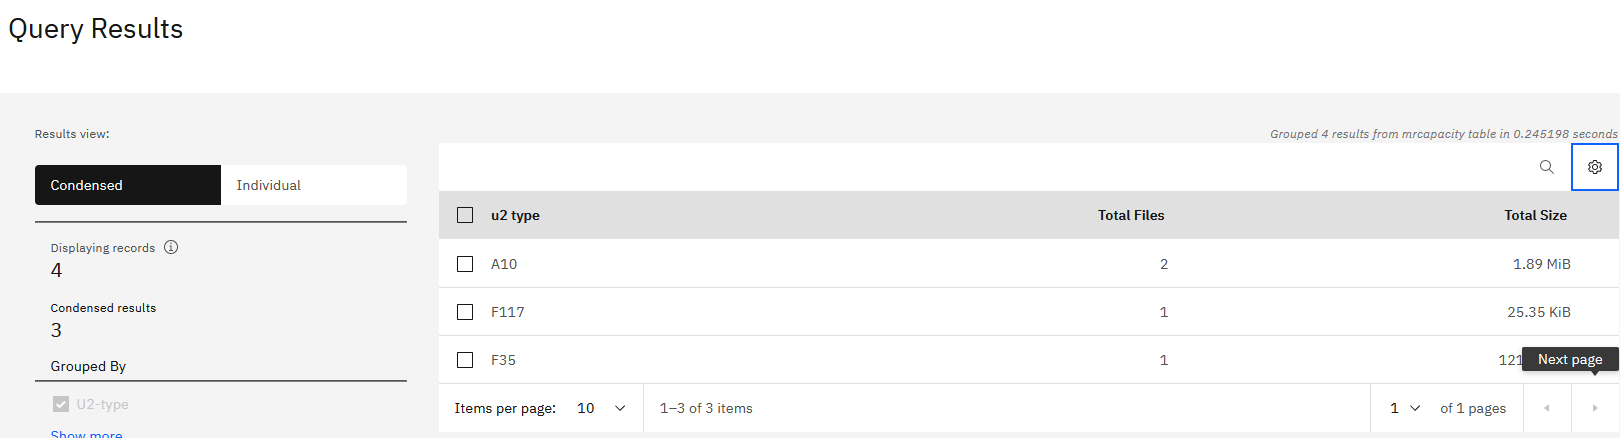 Query Results
Results view:
Condensed
Individual
Displaying records
4
Condensed results
3
Grouped By
U2-type
Show more
Grouped 4 results from mrcapacity table in 0.245198 seconds
u2 type Total Files Total Size
A10 2 1.89 MiB
F117 1 25.35 KiB
F35 1
Next page
Items per page: 10 1–3 of 3 items 1 of 1 pages